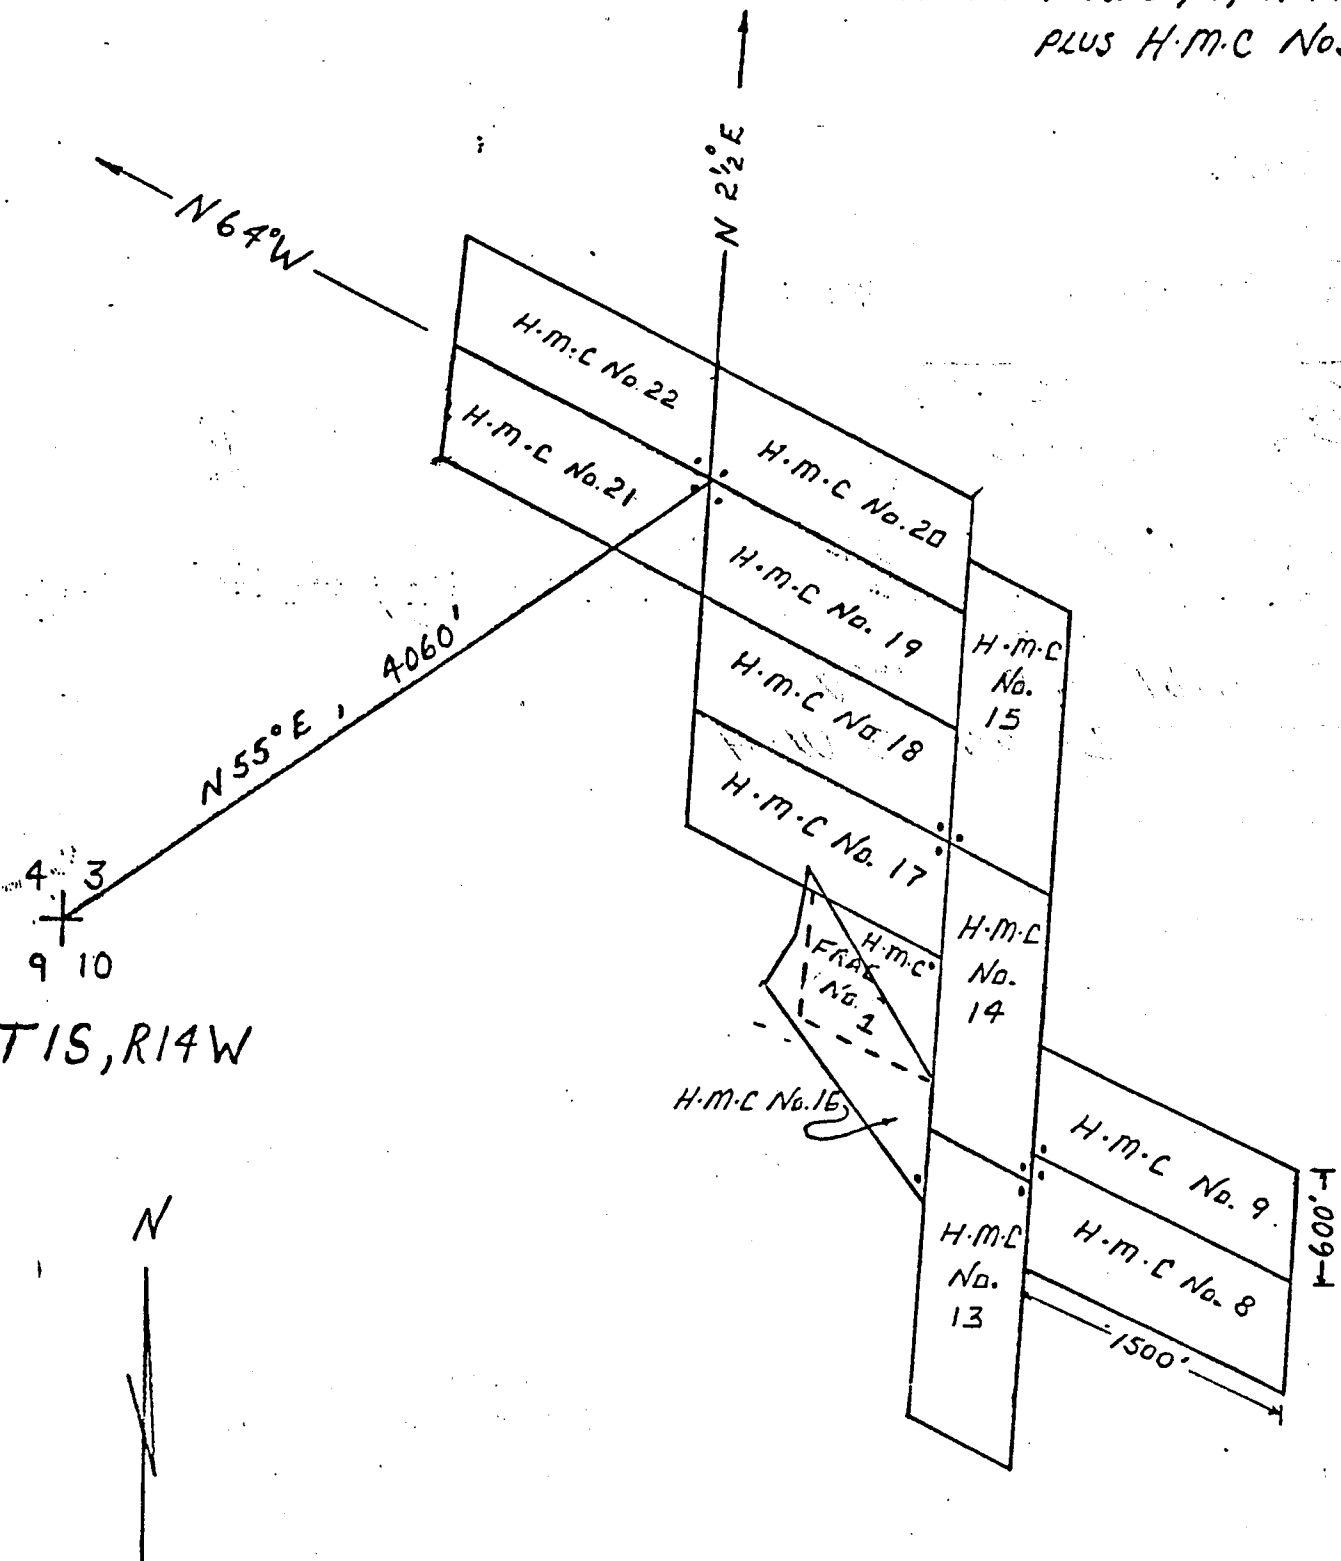 PLUS H.M.C No.
N 2½° E
N 64° W
H.M.C No. 22
H.M.C No. 21
H.M.C No. 20
H.M.C No. 19
H.M.C
No.
15
H.M.C No. 18
H.M.C No. 17
N 55° E , 4060'
4 3
9 10
T1S, R14W
H.M.C
FRAC
No.
1
H.M.C
No.
14
H.M.C No. 16
H.M.C No. 9
H.M.C No. 8
600'
1500'
H.M.C
No.
13
N